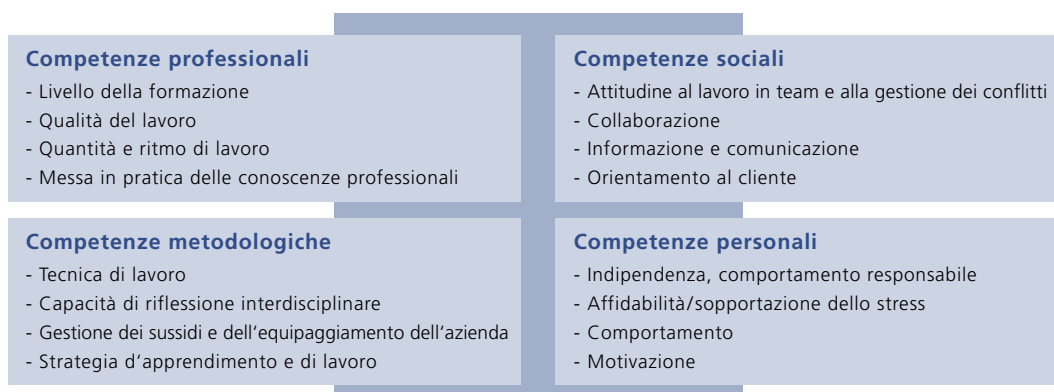 Competenze professionali
- Livello della formazione
- Qualità del lavoro
- Quantità e ritmo di lavoro
- Messa in pratica delle conoscenze professionali
Competenze sociali
- Attitudine al lavoro in team e alla gestione dei conflitti
- Collaborazione
- Informazione e comunicazione
- Orientamento al cliente
Competenze metodologiche
- Tecnica di lavoro
- Capacità di riflessione interdisciplinare
- Gestione dei sussidi e dell‘equipaggiamento dell‘azienda
- Strategia d‘apprendimento e di lavoro
Competenze personali
- Indipendenza, comportamento responsabile
- Affidabilità/sopportazione dello stress
- Comportamento
- Motivazione